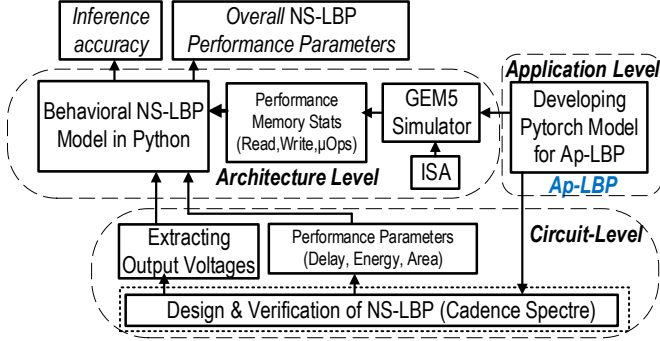 Inference
accuracy
Overall NS-LBP
Performance Parameters
Application Level
Behavioral NS-LBP
Model in Python
Performance
Memory Stats
(Read,Write,μOps)
GEM5
Simulator
ISA
Architecture Level
Developing
Pytorch Model
for Ap-LBP
Ap-LBP
Extracting
Output Voltages
Performance Parameters
(Delay, Energy, Area)
Circuit-Level
Design & Verification of NS-LBP (Cadence Spectre)